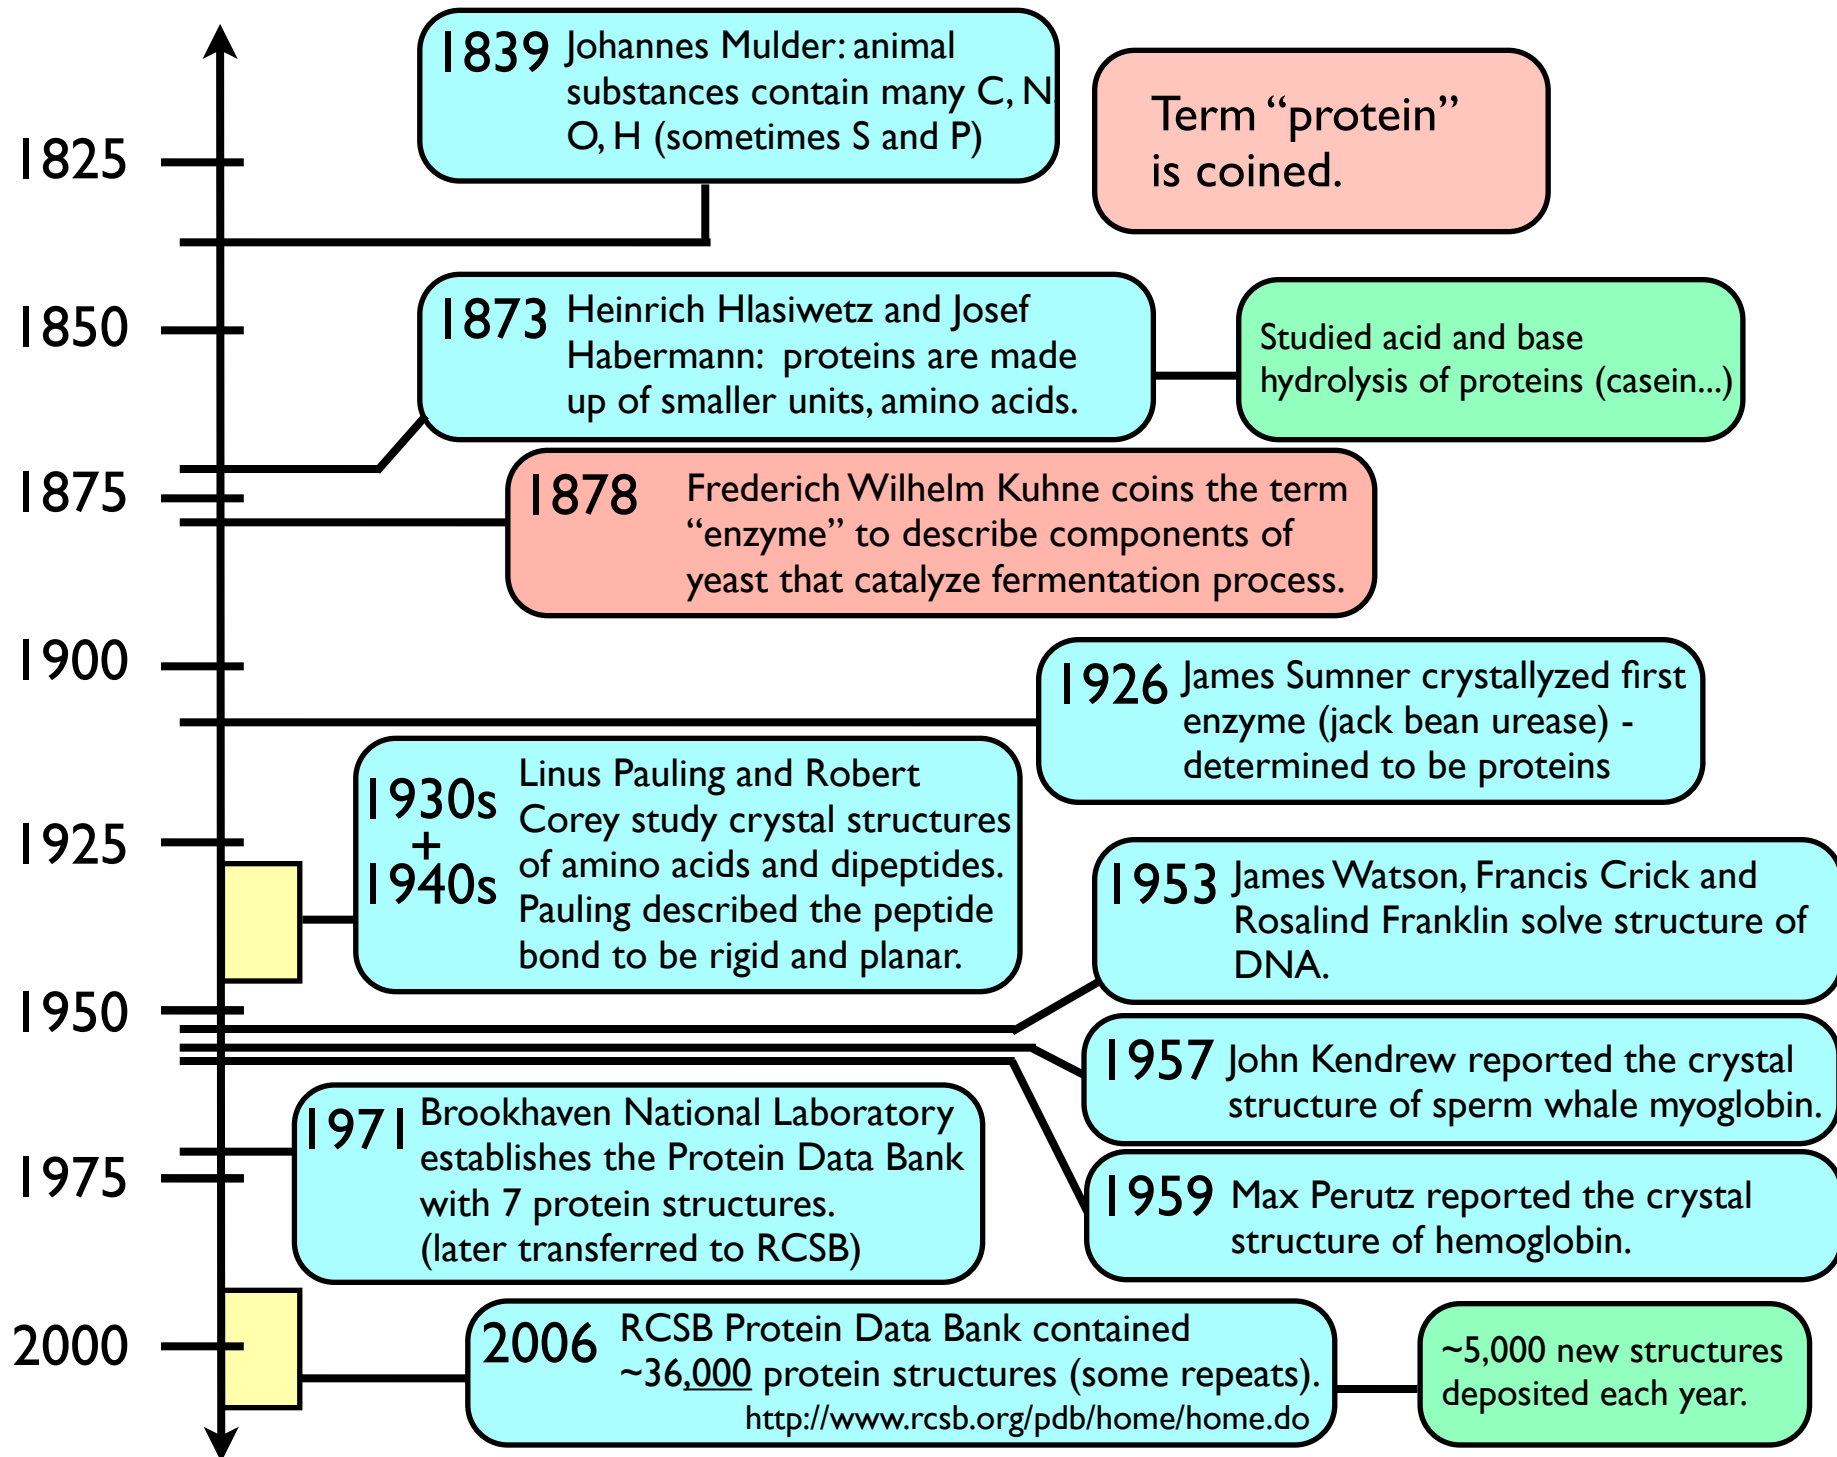 1839 Johannes Mulder: animal
substances contain many C, N,
O, H (sometimes S and P)
Term “protein”
is coined.
1825
1850
1873 Heinrich Hlasiwetz and Josef
Habermann: proteins are made
up of smaller units, amino acids.
Studied acid and base
hydrolysis of proteins (casein...)
1875
1878 Frederich Wilhelm Kuhne coins the term
“enzyme” to describe components of
yeast that catalyze fermentation process.
1900
1926 James Sumner crystallyzed first
enzyme (jack bean urease) -
determined to be proteins
1925
1930s
+
1940s
Linus Pauling and Robert
Corey study crystal structures
of amino acids and dipeptides.
Pauling described the peptide
bond to be rigid and planar.
1953 James Watson, Francis Crick and
Rosalind Franklin solve structure of
DNA.
1950
1957 John Kendrew reported the crystal
structure of sperm whale myoglobin.
1959 Max Perutz reported the crystal
structure of hemoglobin.
1971 Brookhaven National Laboratory
establishes the Protein Data Bank
with 7 protein structures.
(later transferred to RCSB)
1975
2000
2006 RCSB Protein Data Bank contained
~36,000 protein structures (some repeats).
http://www.rcsb.org/pdb/home/home.do
~5,000 new structures
deposited each year.